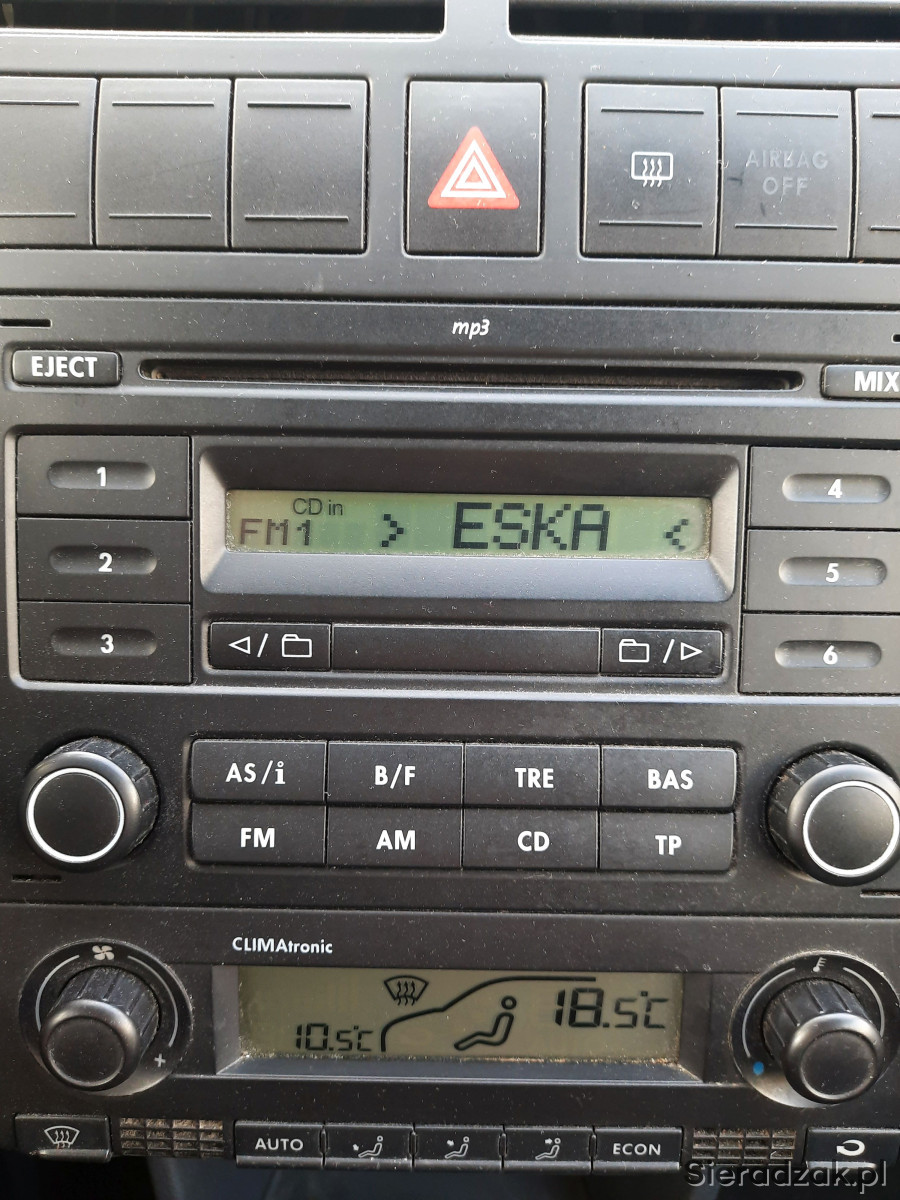 AIRBAG
OFF
mp3
EJECT
MIX
1
4
CD in
FM1 > ESKA <
2
5
3
6
AS/i
B/F
TRE
BAS
FM
AM
CD
TP
CLIMAtronic
10.5°C
18.5°C
+
AUTO
ECON
Sieradzak.pl